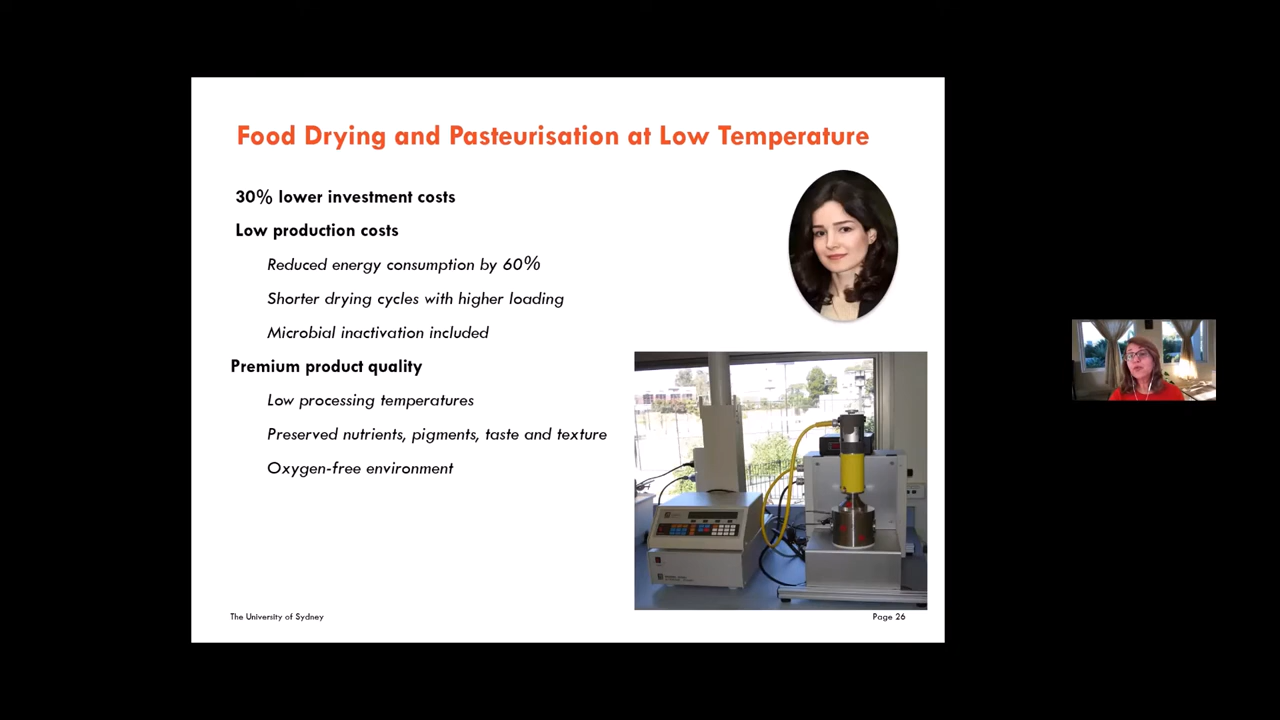 Food Drying and Pasteurisation at Low Temperature
30% lower investment costs
Low production costs
Reduced energy consumption by 60%
Shorter drying cycles with higher loading
Microbial inactivation included
Premium product quality
Low processing temperatures
Preserved nutrients, pigments, taste and texture
Oxygen-free environment
The University of Sydney
Page 26